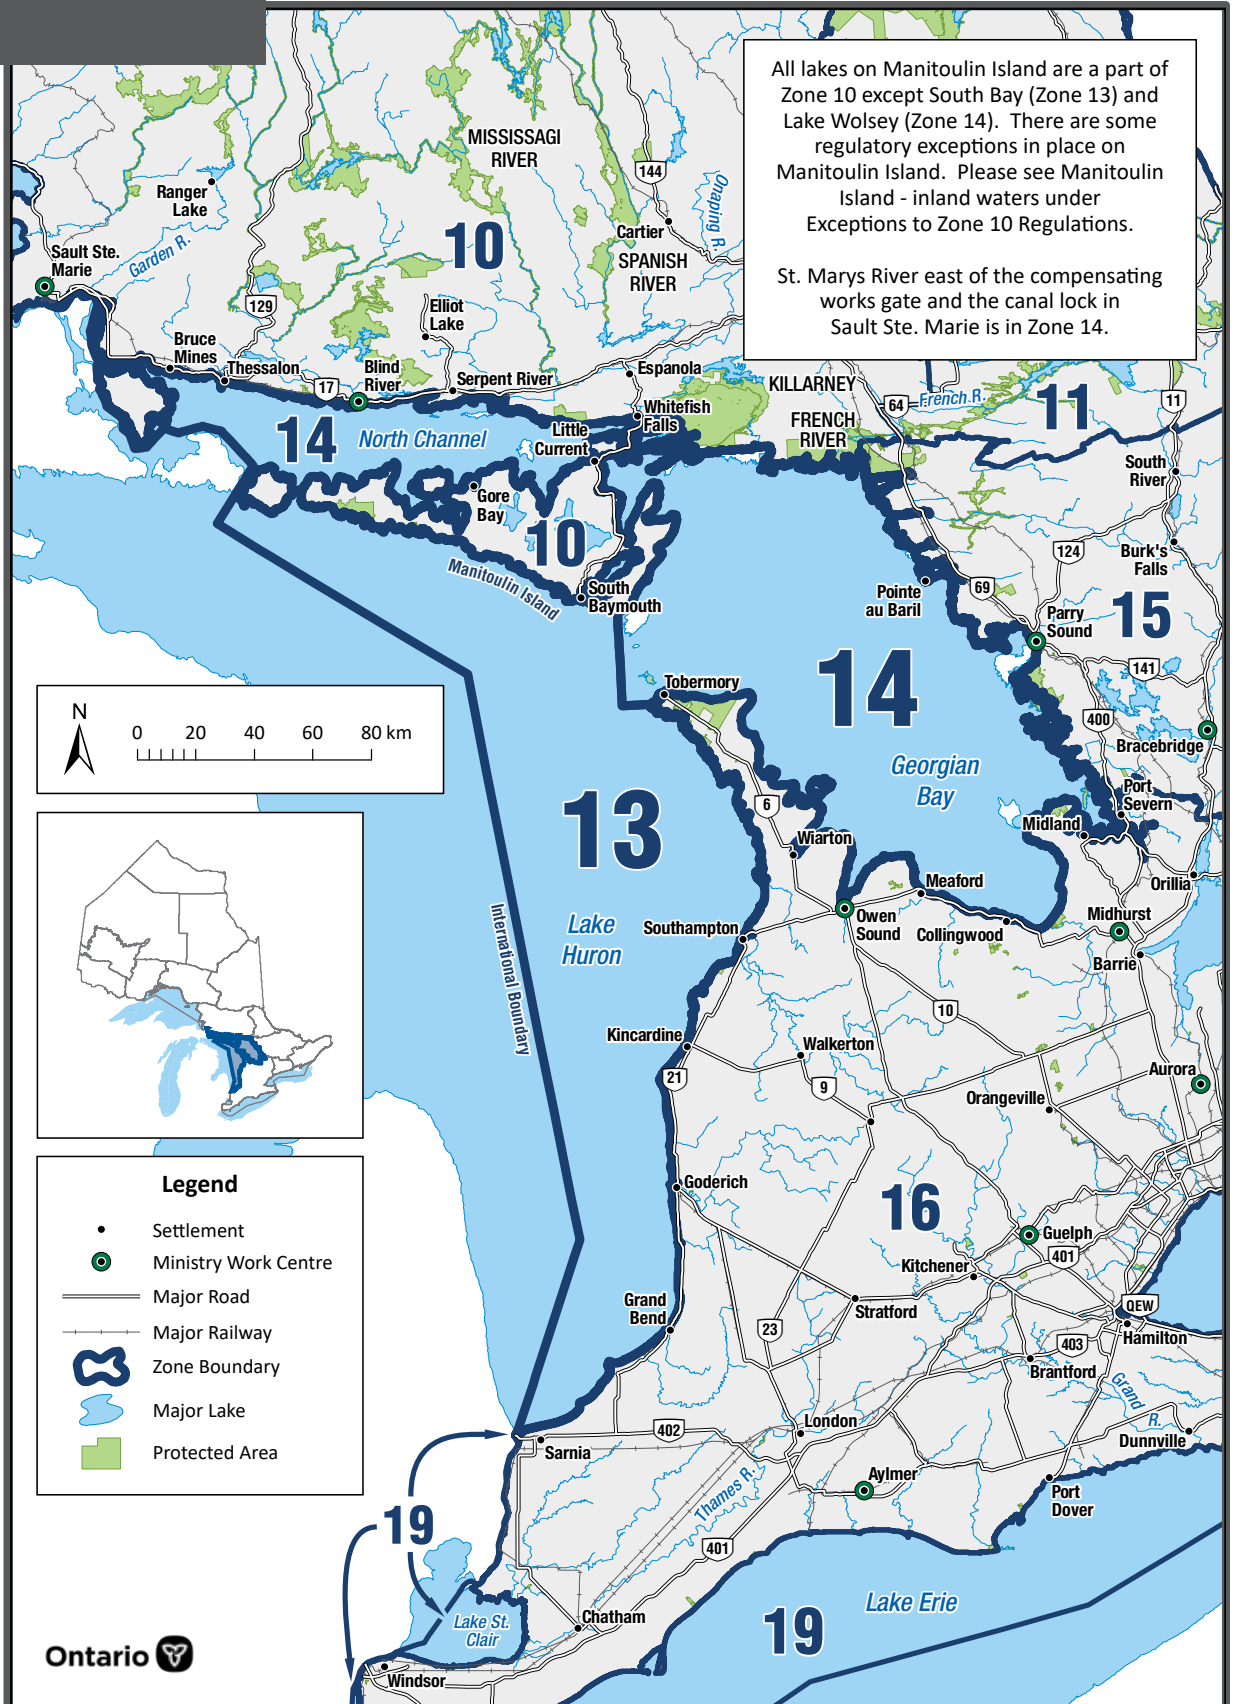 All lakes on Manitoulin Island are a part of
Zone 10 except South Bay (Zone 13) and
Lake Wolsey (Zone 14).  There are some
regulatory exceptions in place on
Manitoulin Island.  Please see Manitoulin
Island - inland waters under
Exceptions to Zone 10 Regulations.
St. Marys River east of the compensating
works gate and the canal lock in
Sault Ste. Marie is in Zone 14.
MISSISSAGI
RIVER
144
Onaping R.
Ranger
Lake
Cartier
10
Garden R.
Sault Ste.
Marie
SPANISH
RIVER
129
Elliot
Lake
Bruce
Mines
Thessalon
Blind
River
17
Serpent River
Espanola
KILLARNEY
64
French R.
11
11
Whitefish
Falls
FRENCH
RIVER
14
North Channel
Little
Current
South
River
Gore
Bay
10
124
Burk's
Falls
Manitoulin Island
South
Baymouth
Pointe
au Baril
69
Parry
Sound
15
141
14
Tobermory
400
Bracebridge
N
0 20 40 60 80 km
Georgian
Bay
Port
Severn
13
6
Midland
Wiarton
Orillia
Meaford
Lake
Huron
International Boundary
Southampton
Owen
Sound
Collingwood
Midhurst
Barrie
10
Kincardine
Walkerton
21
9
Aurora
Orangeville
Goderich
16
Guelph
401
Kitchener
Grand
Bend
Stratford
23
QEW
Hamilton
403
Brantford
Grand
R.
Dunnville
London
402
Sarnia
Thames R.
Aylmer
Port
Dover
401
Lake Erie
19
Chatham
19
Lake St.
Clair
Windsor
Legend
Settlement
Ministry Work Centre
Major Road
Major Railway
Zone Boundary
Major Lake
Protected Area
Ontario